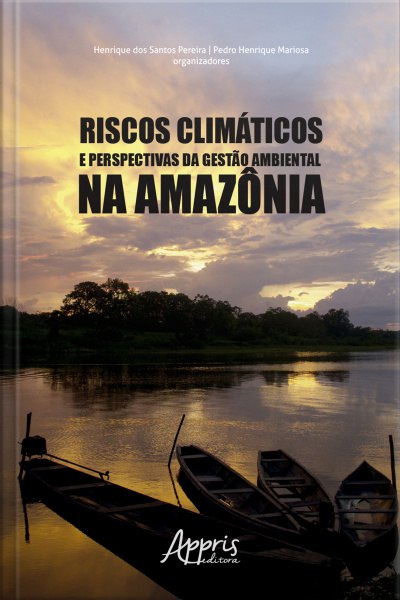 Henrique dos Santos Pereira | Pedro Henrique Mariosa
organizadores
RISCOS CLIMÁTICOS
E PERSPECTIVAS DA GESTÃO AMBIENTAL
NA AMAZÔNIA
Appris
editora